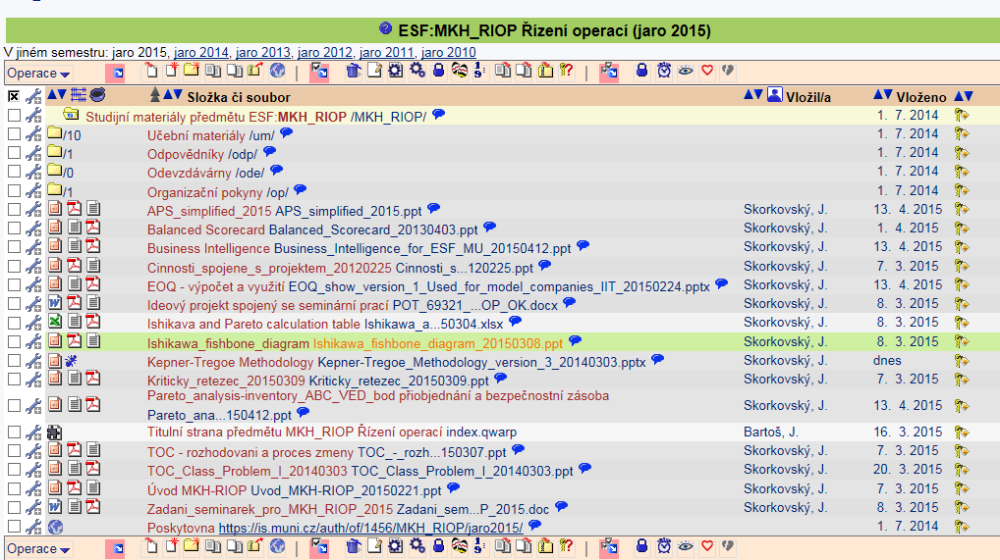 ESF:MKH_RIOP Řízení operací (jaro 2015)
V jiném semestru: jaro 2015, jaro 2014, jaro 2013, jaro 2012, jaro 2011, jaro 2010
Operace
Složka či soubor Vložil/a Vloženo
Studijní materiály předmětu ESF:MKH_RIOP /MKH_RIOP/ 1. 7. 2014
/10 Učební materiály /um/ 1. 7. 2014
/1 Odpovědníky /odp/ 1. 7. 2014
/0 Odevzdávárny /ode/ 1. 7. 2014
/1 Organizační pokyny /op/ 1. 7. 2014
APS_simplified_2015 APS_simplified_2015.ppt Skorkovský, J. 13. 4. 2015
Balanced Scorecard Balanced_Scorecard_20130403.ppt Skorkovský, J. 1. 4. 2015
Business Intelligence Business_Intelligence_for_ESF_MU_20150412.ppt Skorkovský, J. 13. 4. 2015
Cinnosti_spojene_s_projektem_20120225 Cinnosti_s...120225.ppt Skorkovský, J. 7. 3. 2015
EOQ - výpočet a využití EOQ_show_version_1_Used_for_model_companies_IIT_20150224.pptx Skorkovský, J. 13. 4. 2015
Ideový projekt spojený se seminární prací POT_69321_...OP_OK.docx Skorkovský, J. 8. 3. 2015
Ishikava and Pareto calculation table Ishikawa_a...50304.xlsx Skorkovský, J. 8. 3. 2015
Ishikawa_fishbone_diagram Ishikawa_fishbone_diagram_20150308.ppt Skorkovský, J. 8. 3. 2015
Kepner-Tregoe Methodology Kepner-Tregoe_Methodology_version_3_20140303.pptx Skorkovský, J. dnes
Kriticky_retezec_20150309 Kriticky_retezec_20150309.ppt Skorkovský, J. 7. 3. 2015
Pareto_analysis-inventory_ABC_VED_bod přiobjednání a bezpečnostní zásoba
Pareto_ana...150412.ppt Skorkovský, J. 13. 4. 2015
Titulní strana předmětu MKH_RIOP Řízení operací index.qwarp Bartoš, J. 16. 3. 2015
TOC - rozhodovani a proces zmeny TOC_-_rozh...150307.ppt Skorkovský, J. 7. 3. 2015
TOC_Class_Problem_I_20140303 TOC_Class_Problem_I_20140303.ppt Skorkovský, J. 20. 3. 2015
Úvod MKH-RIOP Uvod_MKH-RIOP_20150221.ppt Skorkovský, J. 7. 3. 2015
Zadani_seminarek_pro_MKH_RIOP_2015 Zadani_sem...P_2015.doc Skorkovský, J. 8. 3. 2015
Poskytovna https://is.muni.cz/auth/of/1456/MKH_RIOP/jaro2015/ 1. 7. 2014
Operace